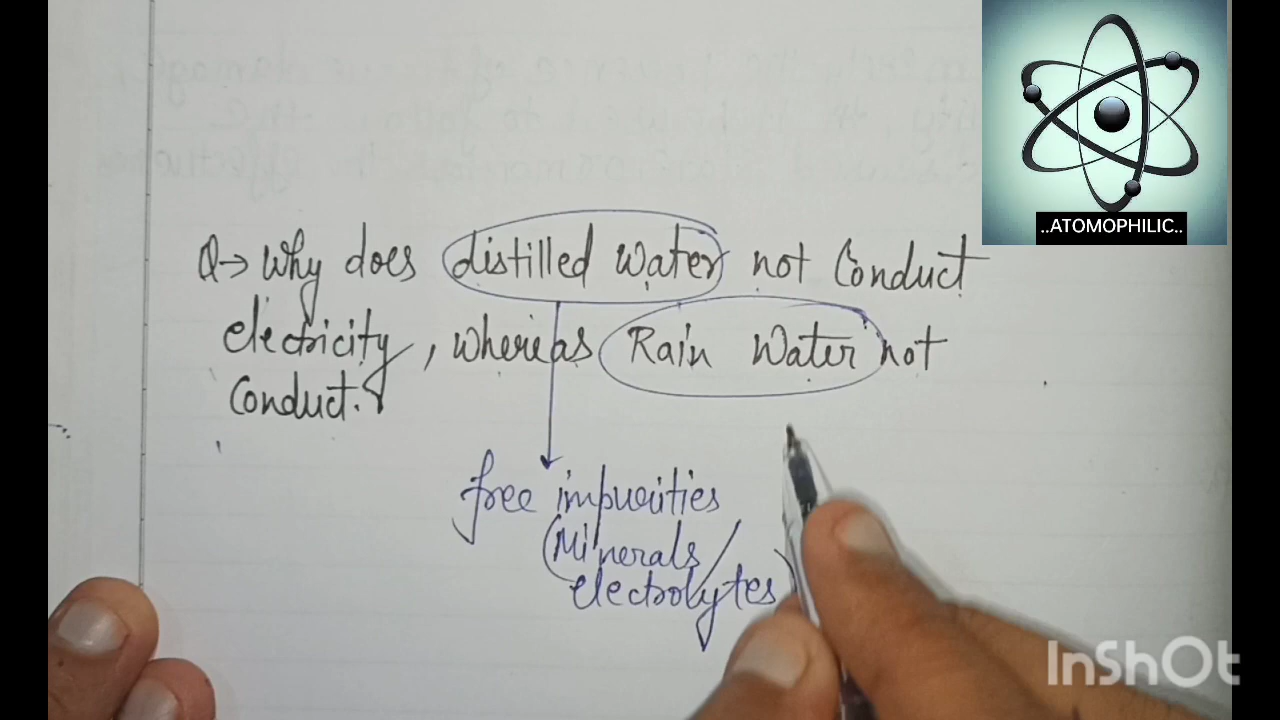 ..ATOMOPHILIC..
Q→ Why does distilled Water not Conduct
electricity, whereas Rain Water not
Conduct.
free impurities
(Minerals/
electrolytes)
InShOt